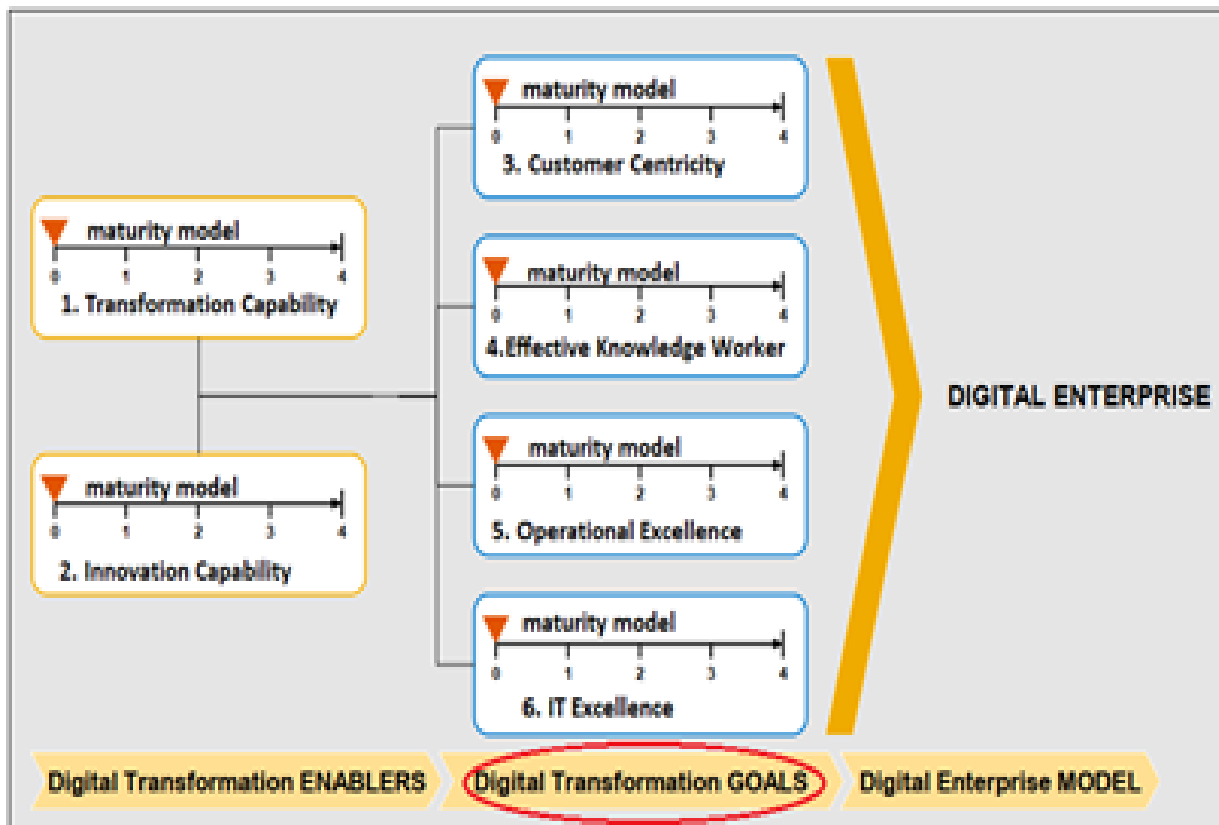 maturity model
0 1 2 3 4
1. Transformation Capability
maturity model
0 1 2 3 4
2. Innovation Capability
maturity model
0 1 2 3 4
3. Customer Centricity
maturity model
0 1 2 3 4
4.Effective Knowledge Worker
maturity model
0 1 2 3 4
5. Operational Excellence
maturity model
0 1 2 3 4
6. IT Excellence
DIGITAL ENTERPRISE
Digital Transformation ENABLERS
Digital Transformation GOALS
Digital Enterprise MODEL